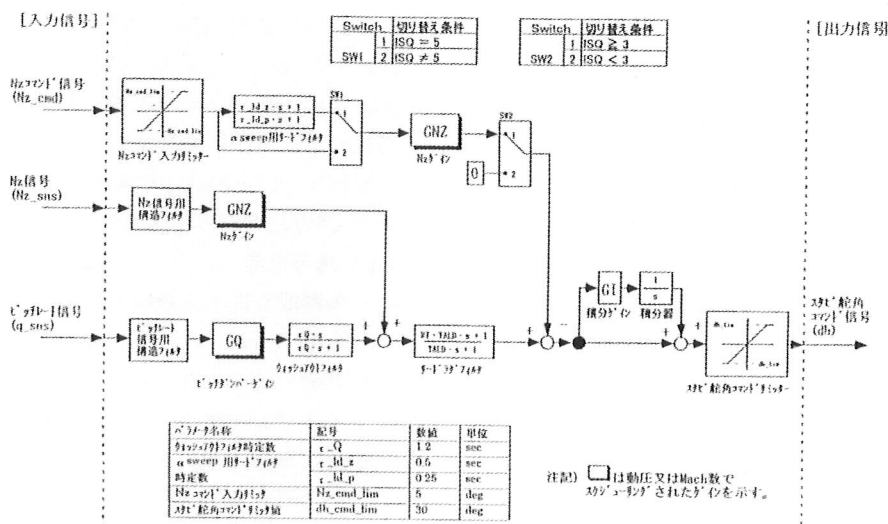 [入力信号]
[出力信号]
Switch 切り替え条件
SW1
1 ISQ = 5
2 ISQ ≠ 5
Switch 切り替え条件
SW2
1 ISQ ≧ 3
2 ISQ < 3
Nzコマンド信号
(Nz_cmd)
Nzコマンド入力リミッター
τ_ld_z・s + 1
τ_ld_p・s + 1
α sweep用リードフィルタ
SW1
1
2
GNZ
Nzゲイン
SW2
1
2
0
Nz信号
(Nz_sns)
Nz信号用
構造フィルタ
GNZ
Nzゲイン
ピッチレート信号
(q_sns)
ピッチレート
信号用
構造フィルタ
GQ
ピッチダンパーゲイン
τQ・s
τQ・s + 1
ウォッシュアウトフィルタ
+
+
TALD・s + 1
リードラグフィルタ
+
+
-
GI
積分ゲイン
1
s
積分器
+
+
dh_lim
-dh_lim
スタビ舵角コマンドリミッター
スタビ舵角
コマンド信号
(dh)
パラメータ名称 記号 数値 単位
ウォッシュアウトフィルタ時定数 τ_Q 1.2 sec
α sweep 用リードフィルタ
時定数
τ_ld_z 0.5 sec
τ_ld_p 0.25 sec
Nz コマンド入力リミッタ Nz_cmd_lim 5 deg
スタビ舵角コマンドリミッタ値 dh_cmd_lim 30 deg
注記) は動圧又はMach数で
スケジューリングされたゲインを示す。